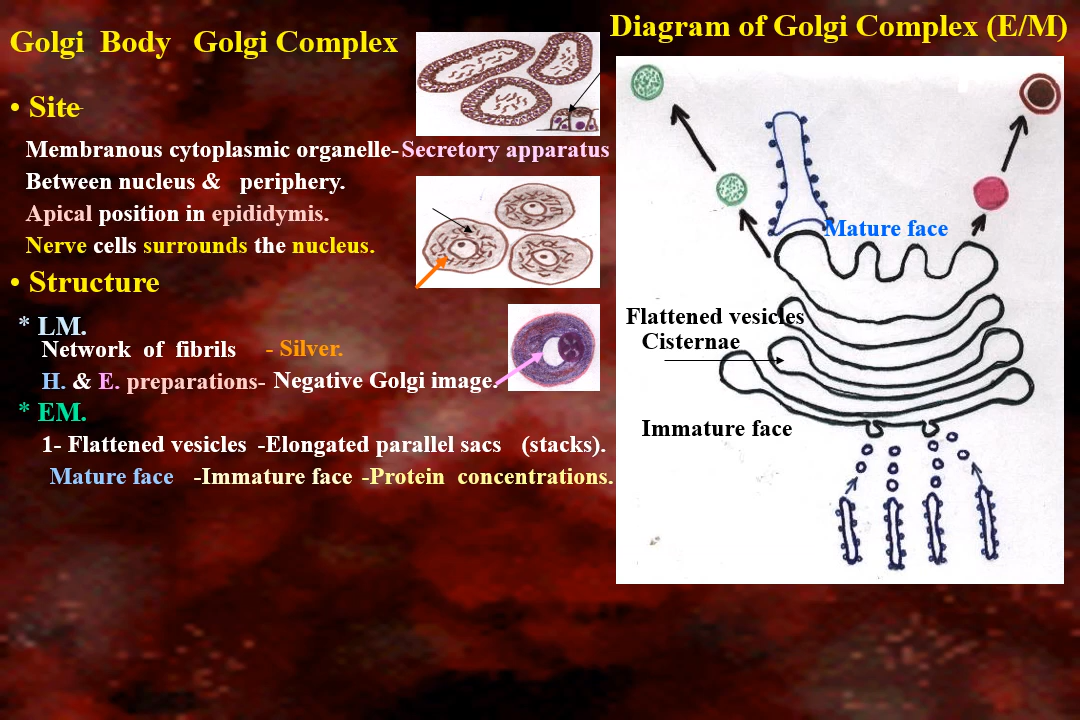 Golgi Body Golgi Complex
• Site
Membranous cytoplasmic organelle- Secretory apparatus
Between nucleus & periphery.
Apical position in epididymis.
Nerve cells surrounds the nucleus.
• Structure
* LM.
Network of fibrils - Silver.
H. & E. preparations- Negative Golgi image.
* EM.
1- Flattened vesicles -Elongated parallel sacs (stacks).
Mature face -Immature face -Protein concentrations.
Diagram of Golgi Complex (E/M)
Mature face
Flattened vesicles
Cisternae
Immature face